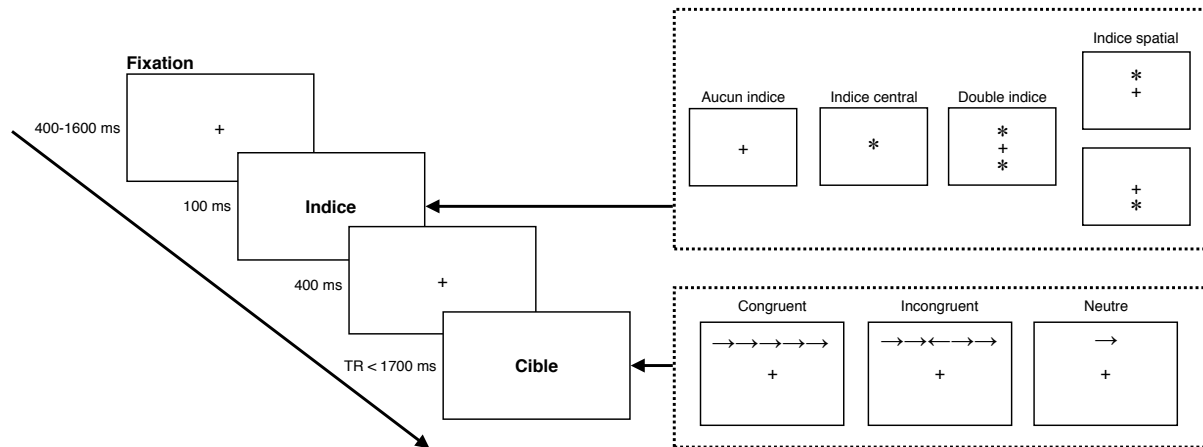 Fixation
400-1600 ms
+
Indice
100 ms
400 ms
+
Cible
TR < 1700 ms
Aucun indice
+
Indice central
*
Double indice
*
+
*
Indice spatial
*
+
+
*
Congruent
→→→→→
+
Incongruent
→→←→→
+
Neutre
→
+